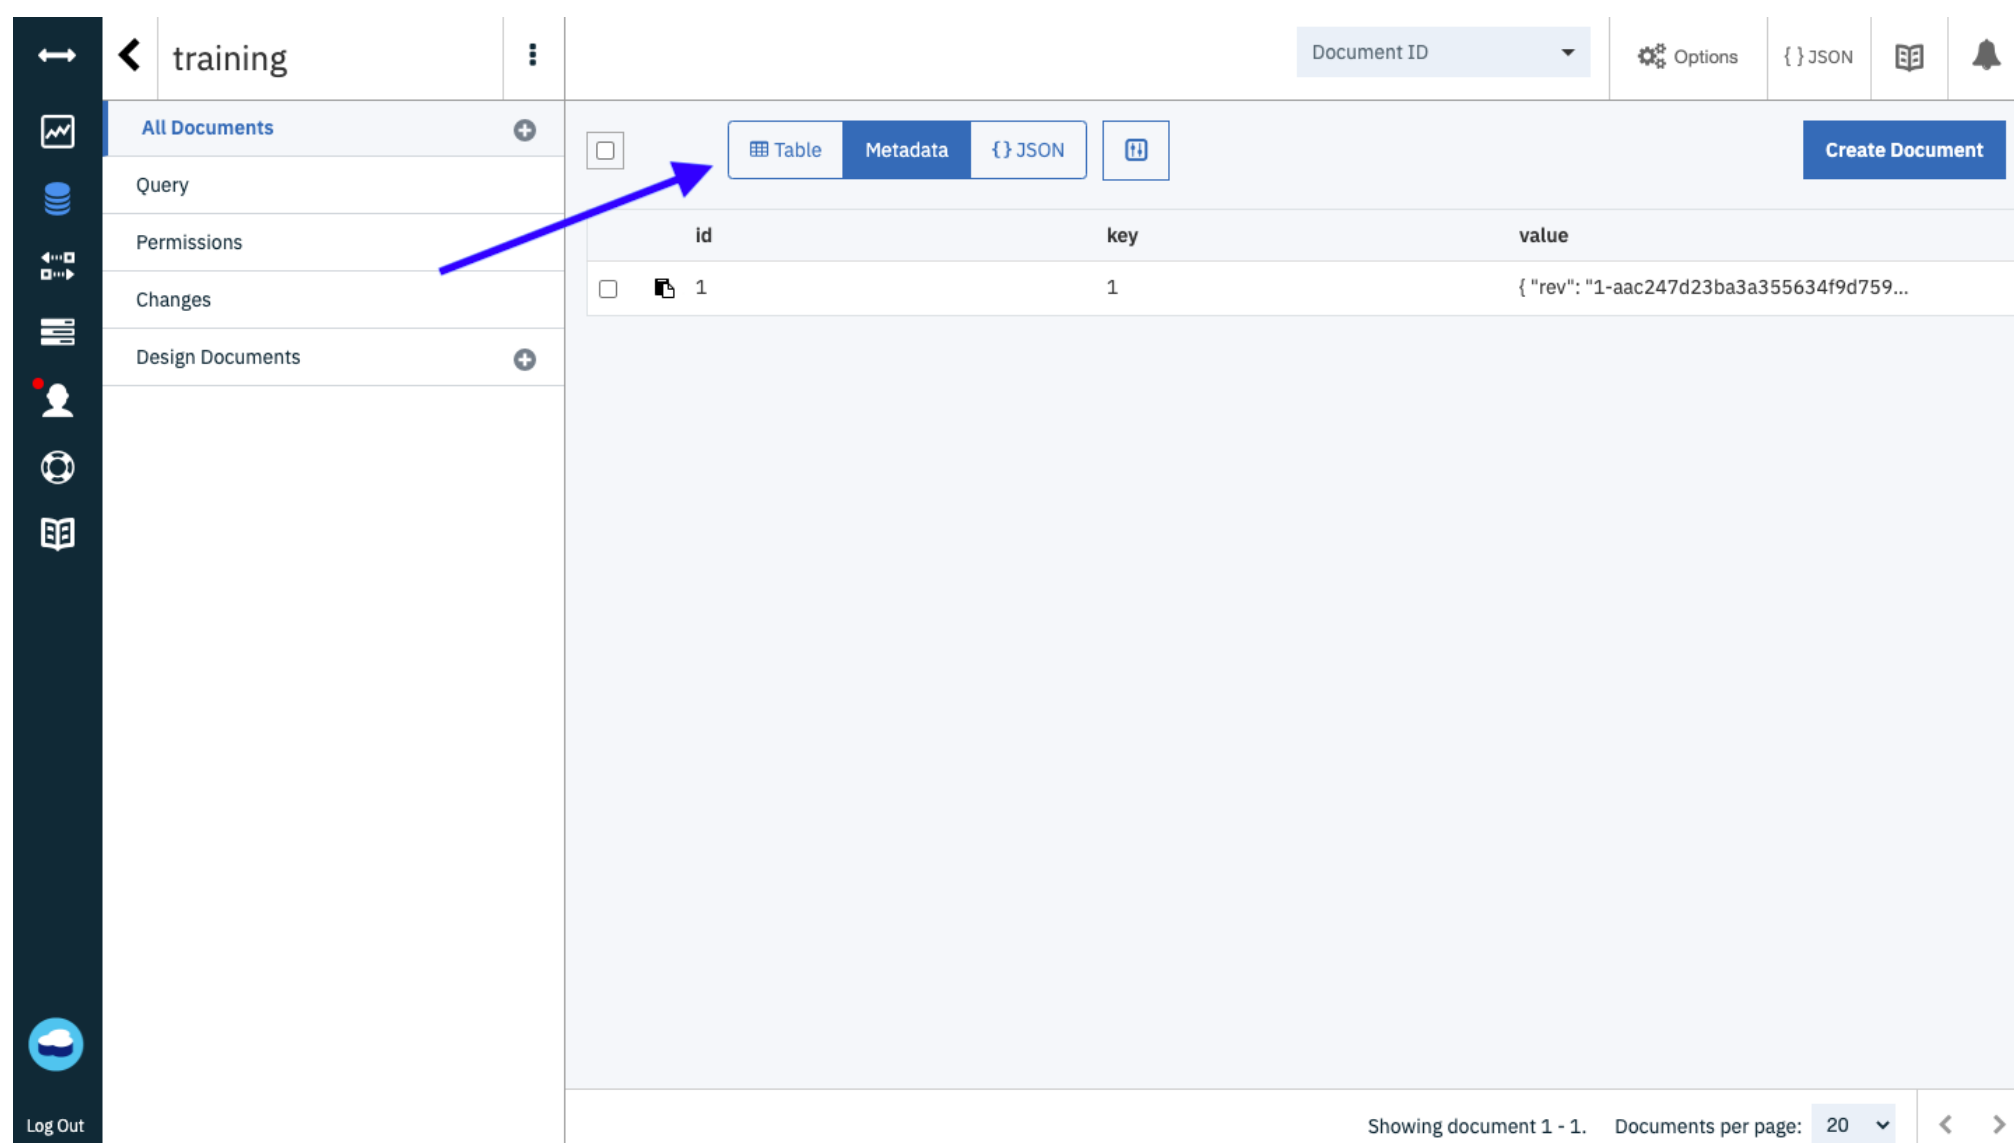 training
Document ID
Options
{ } JSON
All Documents
Query
Permissions
Changes
Design Documents
Table
Metadata
{ } JSON
Create Document
id key value
1 1 { "rev": "1-aac247d23ba3a355634f9d759...
Log Out
Showing document 1 - 1. Documents per page: 20